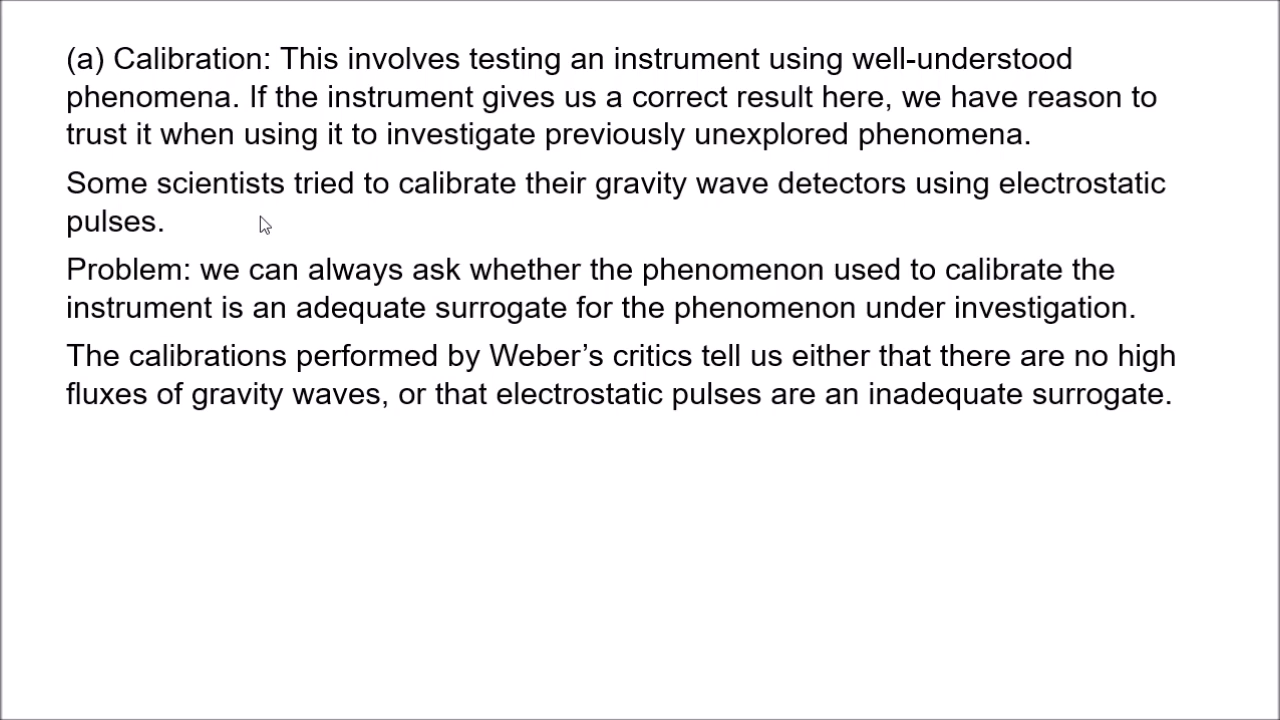 (a) Calibration: This involves testing an instrument using well-understood
phenomena. If the instrument gives us a correct result here, we have reason to
trust it when using it to investigate previously unexplored phenomena.
Some scientists tried to calibrate their gravity wave detectors using electrostatic
pulses.
Problem: we can always ask whether the phenomenon used to calibrate the
instrument is an adequate surrogate for the phenomenon under investigation.
The calibrations performed by Weber’s critics tell us either that there are no high
fluxes of gravity waves, or that electrostatic pulses are an inadequate surrogate.